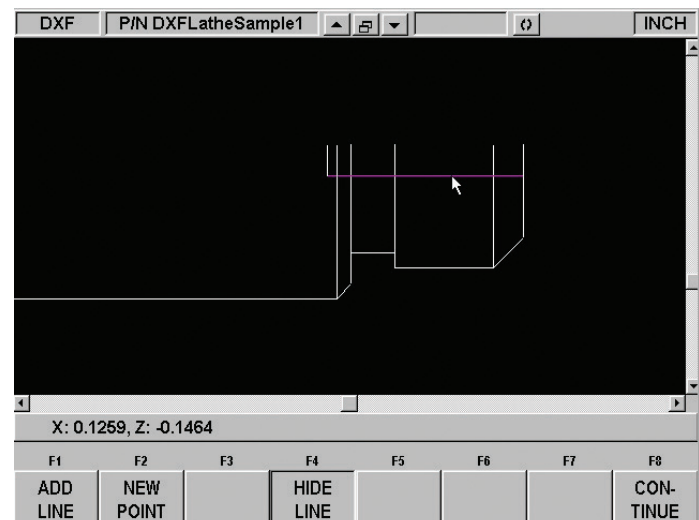 DXF P/N DXFLatheSample1 INCH
X: 0.1259, Z: -0.1464
F1 F2 F3 F4 F5 F6 F7 F8
ADD LINE
NEW POINT
HIDE LINE
CON-TINUE